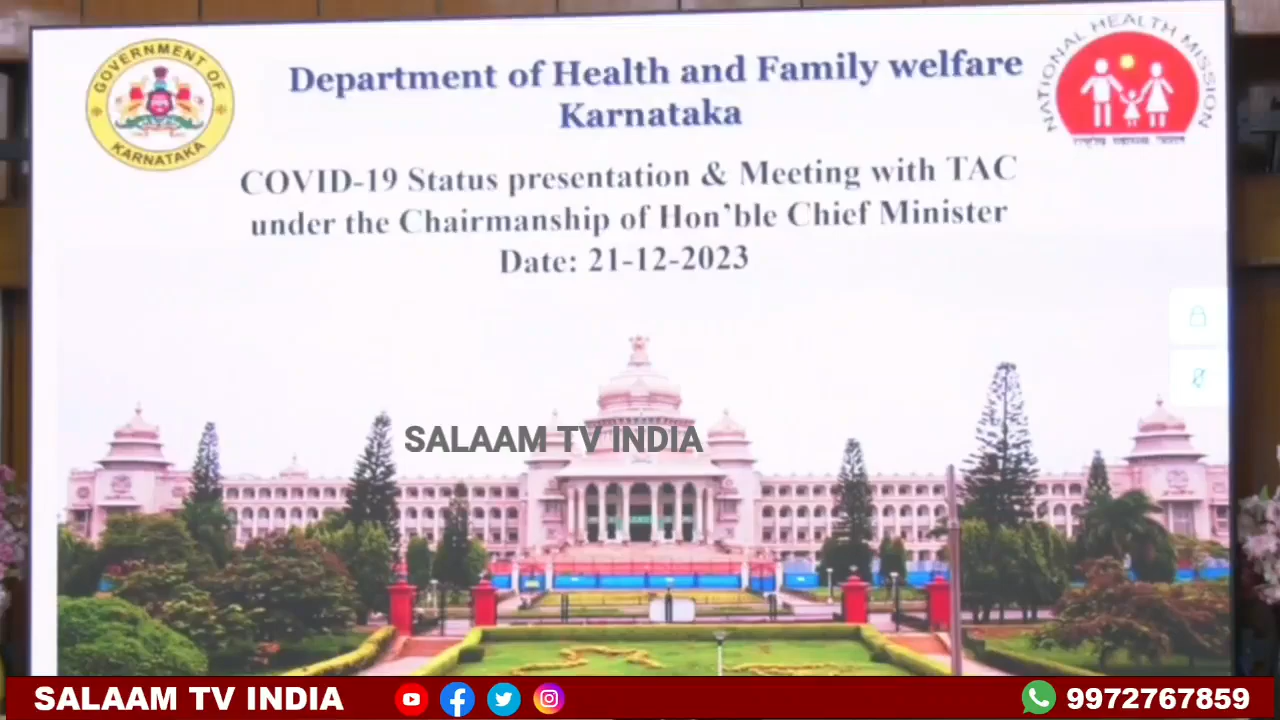 GOVERNMENT OF
KARNATAKA
Department of Health and Family welfare
Karnataka
NATIONAL HEALTH MISSION
COVID-19 Status presentation & Meeting with TAC
under the Chairmanship of Hon'ble Chief Minister
Date: 21-12-2023
SALAAM TV INDIA
SALAAM TV INDIA
9972767859